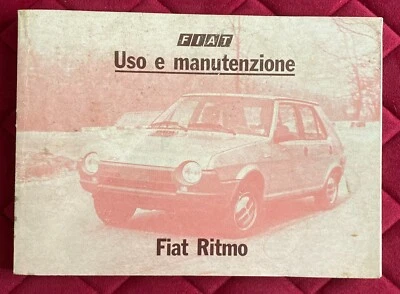 FIAT
Uso e manutenzione
Fiat Ritmo